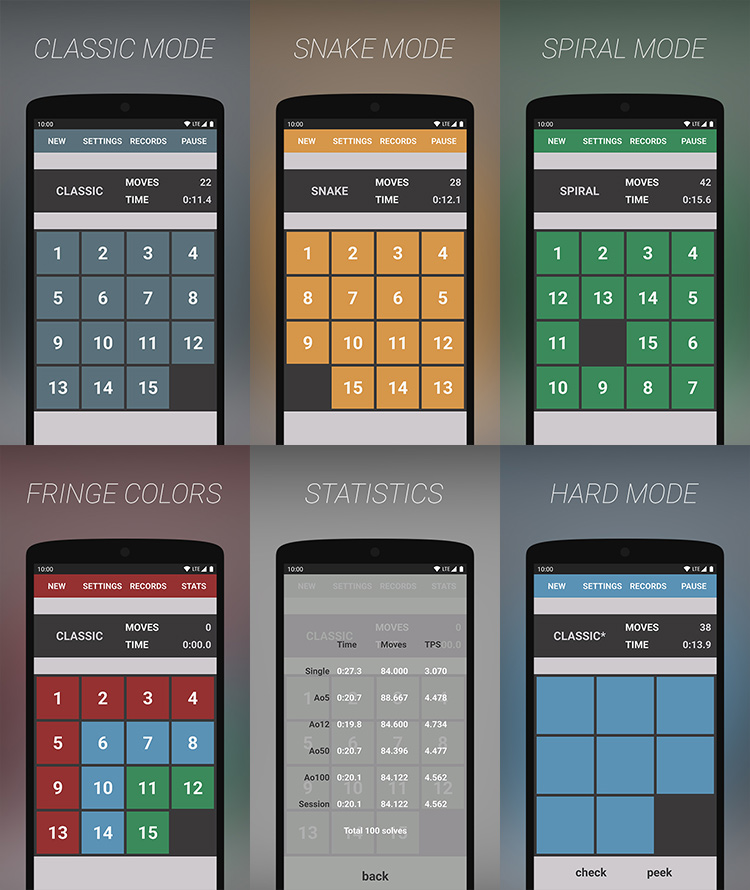 CLASSIC MODE
10:00 LTE
NEW SETTINGS RECORDS PAUSE
CLASSIC MOVES 22
TIME 0:11.4
1 2 3 4
5 6 7 8
9 10 11 12
13 14 15
SNAKE MODE
LTE
NEW SETTINGS RECORDS PAUSE
SNAKE MOVES 28
TIME 0:12.1
1 2 3 4
8 7 6 5
9 10 11 12
15 14 13
SPIRAL MODE
10:00 LTE
NEW SETTINGS RECORDS PAUSE
SPIRAL MOVES 42
TIME 0:15.6
1 2 3 4
12 13 14 5
11 15 6
10 9 8 7
FRINGE COLORS
10:00 LTE
NEW SETTINGS RECORDS STATS
CLASSIC MOVES 0
TIME 0:00.0
1 2 3 4
5 6 7 8
9 10 11 12
13 14 15
STATISTICS
10:00 LTE
NEW SETTINGS RECORDS STATS
CLASSIC MOVES 0
Time Moves TPS
Single 0:27.3 84.000 3.070
Ao5 0:20.7 88.667 4.478
Ao12 0:19.8 84.600 4.734
Ao50 0:20.7 84.396 4.477
Ao100 0:20.1 84.122 4.562
Session 0:20.1 84.122 4.562
Total 100 solves
back
HARD MODE
10:00 LTE
NEW SETTINGS RECORDS PAUSE
CLASSIC* MOVES 38
TIME 0:13.9
check peek